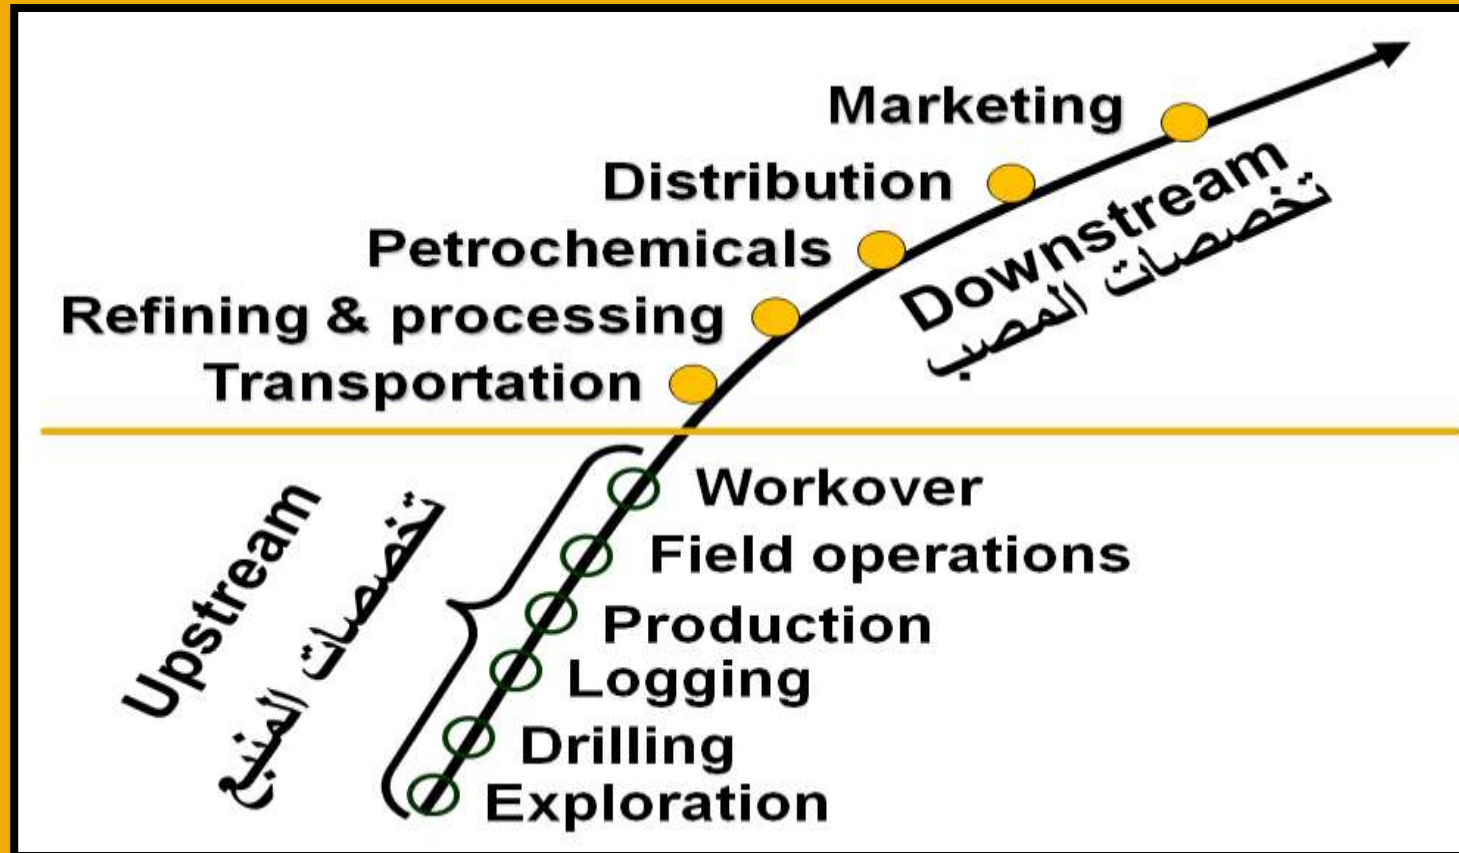 Marketing
Distribution
Petrochemicals
Refining & processing
Transportation
Downstream
تخصصات المصب
Workover
Field operations
Production
Logging
Drilling
Exploration
Upstream
تخصصات المنبع